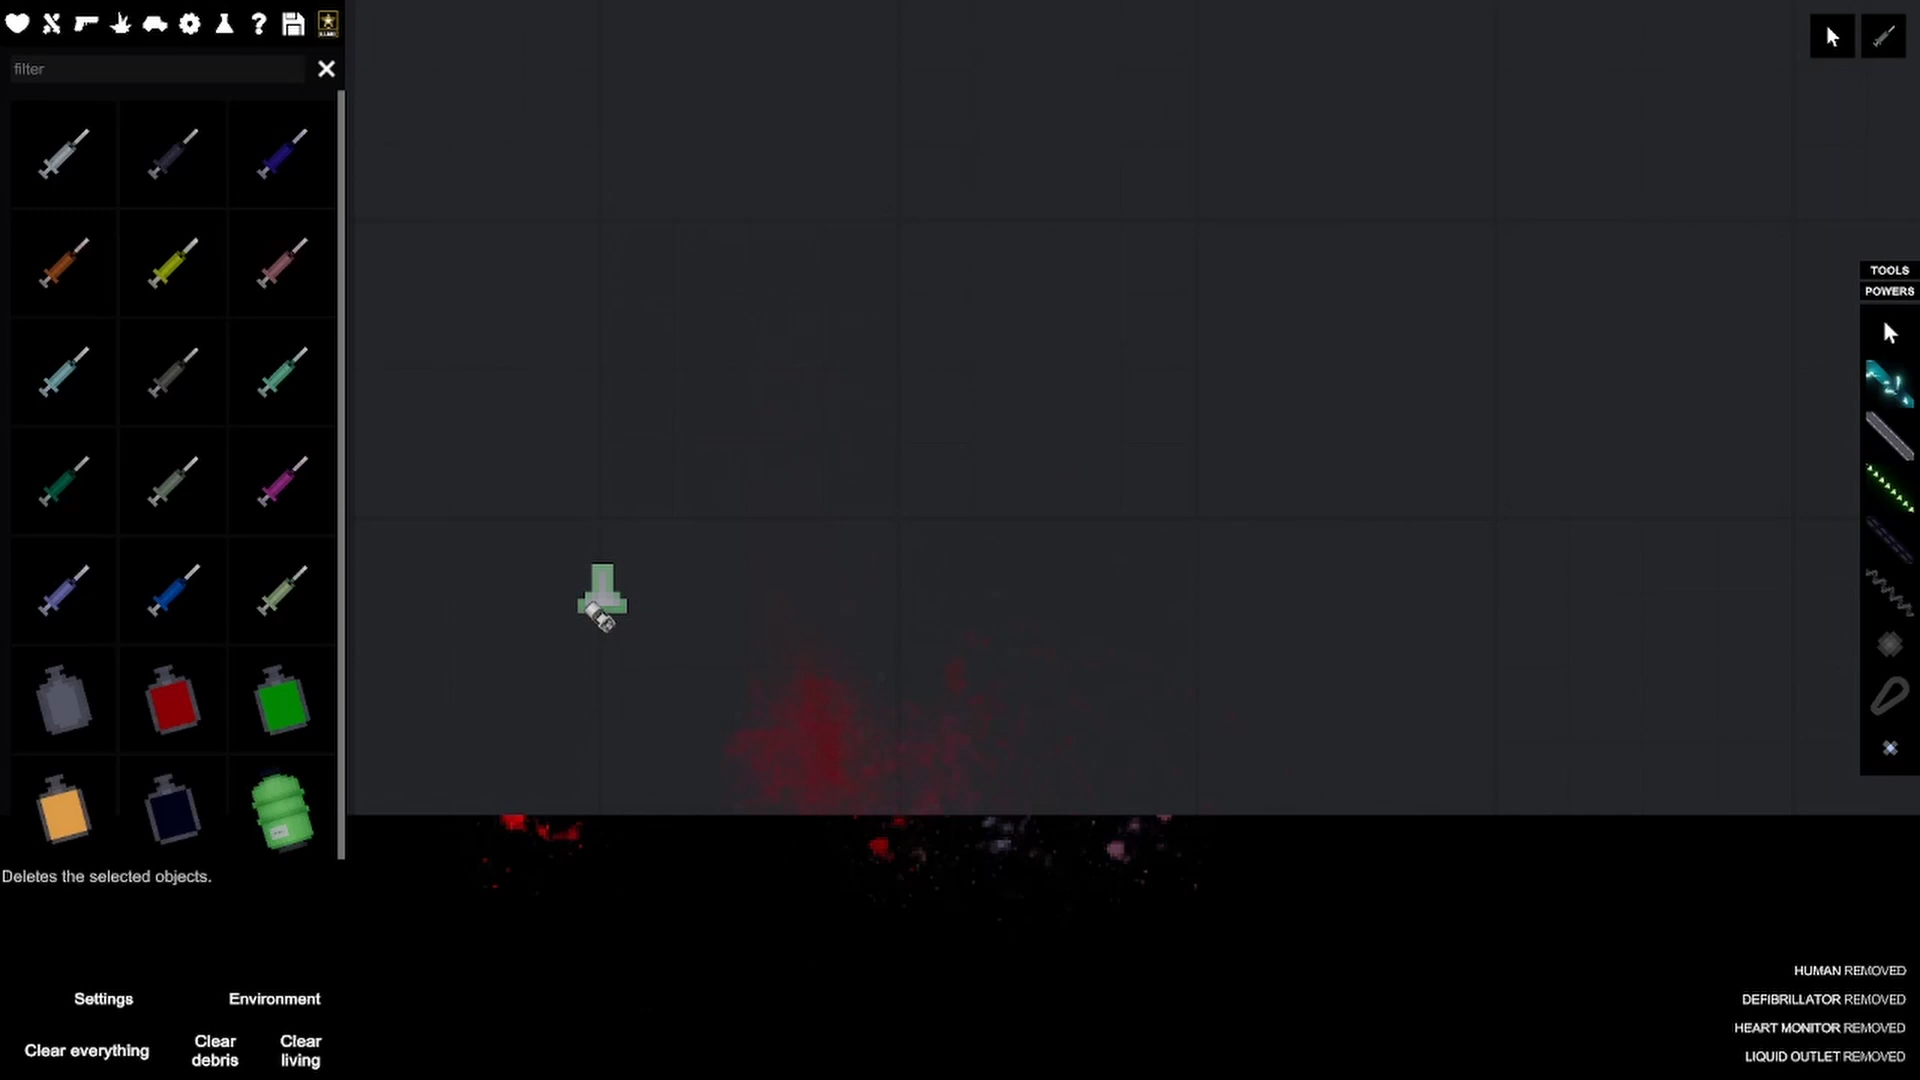 filter
TOOLS
POWERS
Deletes the selected objects.
Settings
Environment
Clear everything
Clear debris
Clear living
HUMAN REMOVED
DEFIBRILLATOR REMOVED
HEART MONITOR REMOVED
LIQUID OUTLET REMOVED